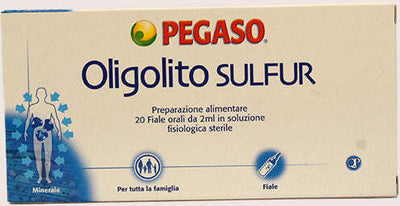 PEGASO®
Oligolito SULFUR
Preparazione alimentare
20 Fiale orali da 2ml in soluzione
fisiologica sterile
Minerale
Per tutta la famiglia
Fiale